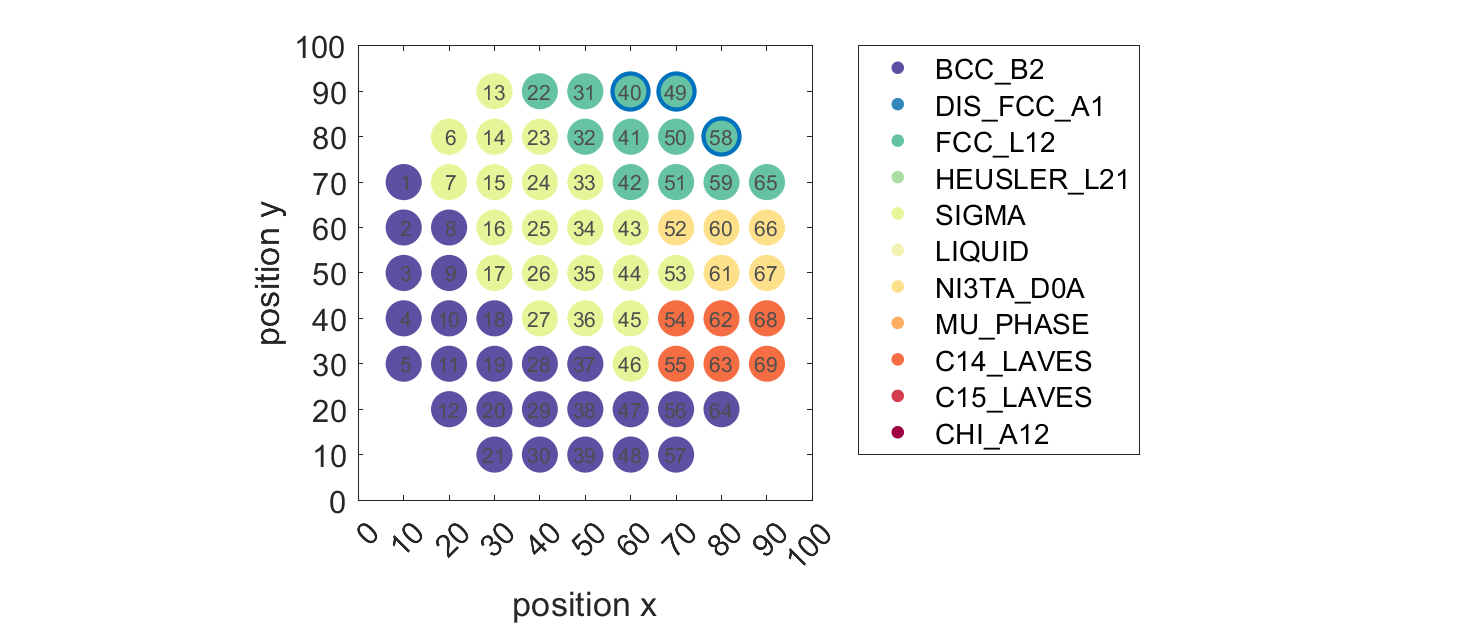 100
90
80
70
60
50
40
30
20
10
0
position y
13 22 31 40 49
6 14 23 32 41 50 58
1 7 15 24 33 42 51 59 65
2 8 16 25 34 43 52 60 66
3 9 17 26 35 44 53 61 67
4 10 18 27 36 45 54 62 68
5 11 19 28 37 46 55 63 69
12 20 29 38 47 56 64
21 30 39 48 57
0 10 20 30 40 50 60 70 80 90 100
position x
BCC_B2
DIS_FCC_A1
FCC_L12
HEUSLER_L21
SIGMA
LIQUID
NI3TA_D0A
MU_PHASE
C14_LAVES
C15_LAVES
CHI_A12